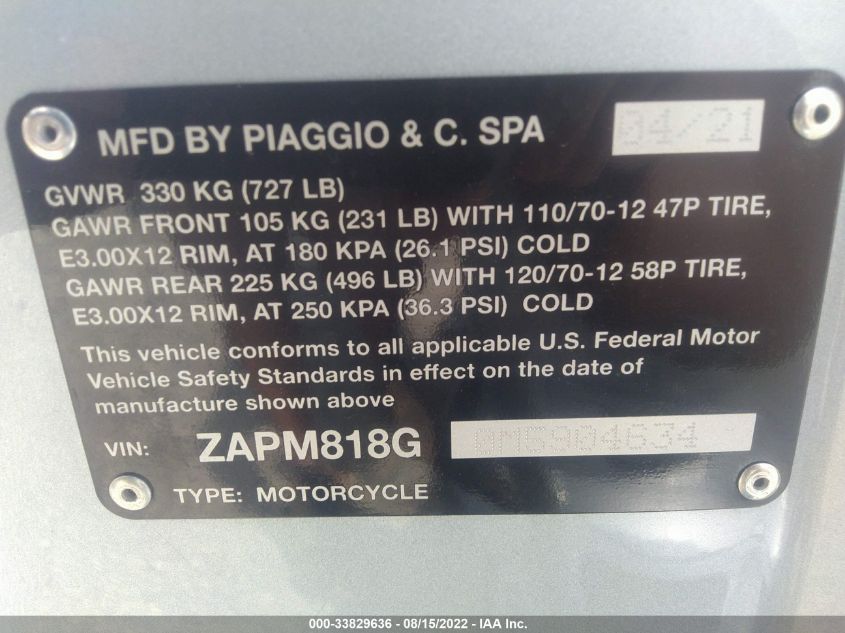 MFD BY PIAGGIO & C. SPA 04/21
GVWR 330 KG (727 LB)
GAWR FRONT 105 KG (231 LB) WITH 110/70-12 47P TIRE,
E3.00X12 RIM, AT 180 KPA (26.1 PSI) COLD
GAWR REAR 225 KG (496 LB) WITH 120/70-12 58P TIRE,
E3.00X12 RIM, AT 250 KPA (36.3 PSI) COLD
This vehicle conforms to all applicable U.S. Federal Motor
Vehicle Safety Standards in effect on the date of
manufacture shown above
VIN: ZAPM818G 0M5904634
TYPE: MOTORCYCLE
000-33829636 - 08/15/2022 - IAA Inc.